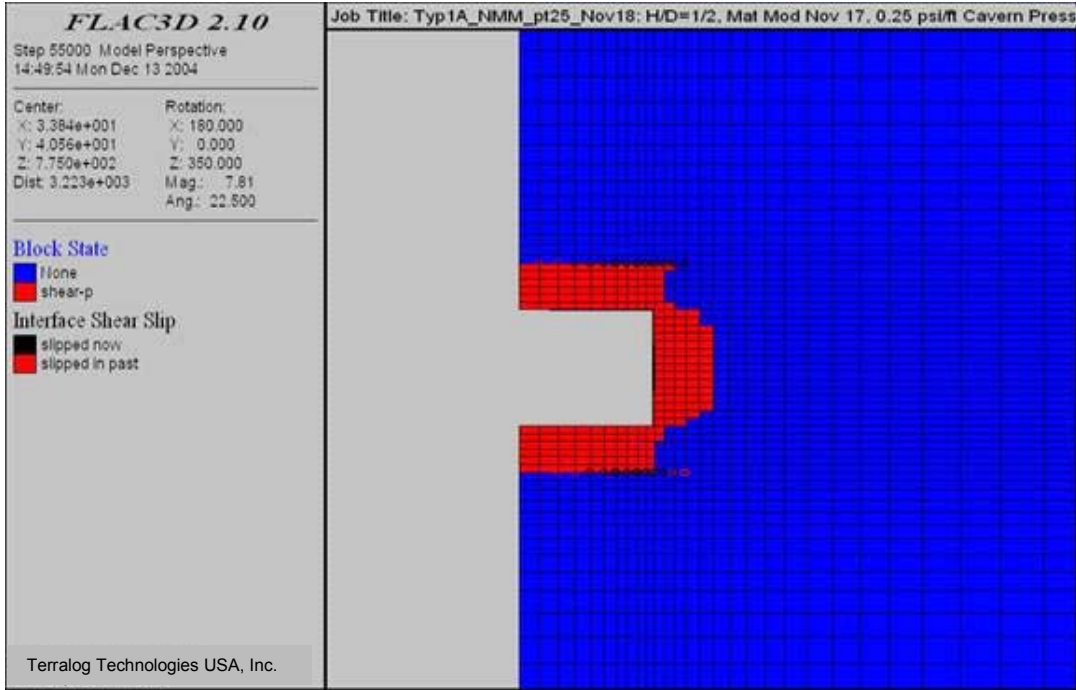 FLAC3D 2.10
Job Title: Typ1A_NMM_pt25_Nov18: H/D=1/2, Mat Mod Nov 17, 0.25 psi/ft Cavern Press
Step 55000 Model Perspective
14:49:54 Mon Dec 13 2004
Center:
X: 3.384e+001
Y: 4.056e+001
Z: 7.750e+002
Dist: 3.223e+003
Rotation:
X: 180.000
Y: 0.000
Z: 350.000
Mag.: 7.81
Ang.: 22.500
Block State
None
shear-p
Interface Shear Slip
slipped now
slipped in past
Terralog Technologies USA, Inc.